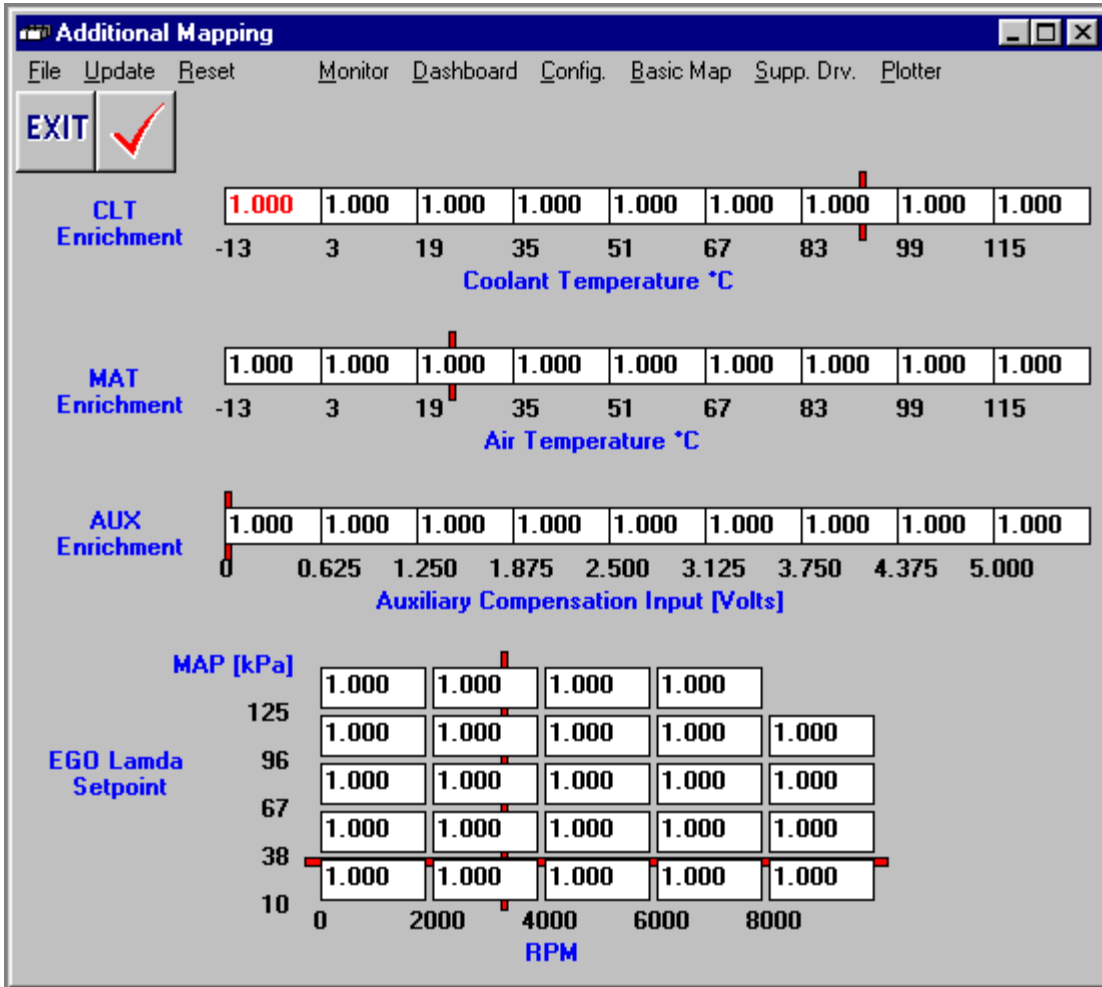 Additional Mapping
File Update Reset Monitor Dashboard Config. Basic Map Supp. Drv. Plotter
EXIT
CLT Enrichment
1.000 1.000 1.000 1.000 1.000 1.000 1.000 1.000 1.000
-13 3 19 35 51 67 83 99 115
Coolant Temperature °C
MAT Enrichment
1.000 1.000 1.000 1.000 1.000 1.000 1.000 1.000 1.000
-13 3 19 35 51 67 83 99 115
Air Temperature °C
AUX Enrichment
1.000 1.000 1.000 1.000 1.000 1.000 1.000 1.000 1.000
0 0.625 1.250 1.875 2.500 3.125 3.750 4.375 5.000
Auxiliary Compensation Input [Volts]
MAP [kPa]
1.000 1.000 1.000 1.000
125
1.000 1.000 1.000 1.000 1.000
EGO Lamda Setpoint
96
1.000 1.000 1.000 1.000 1.000
67
1.000 1.000 1.000 1.000 1.000
38
1.000 1.000 1.000 1.000 1.000
10
0 2000 4000 6000 8000
RPM